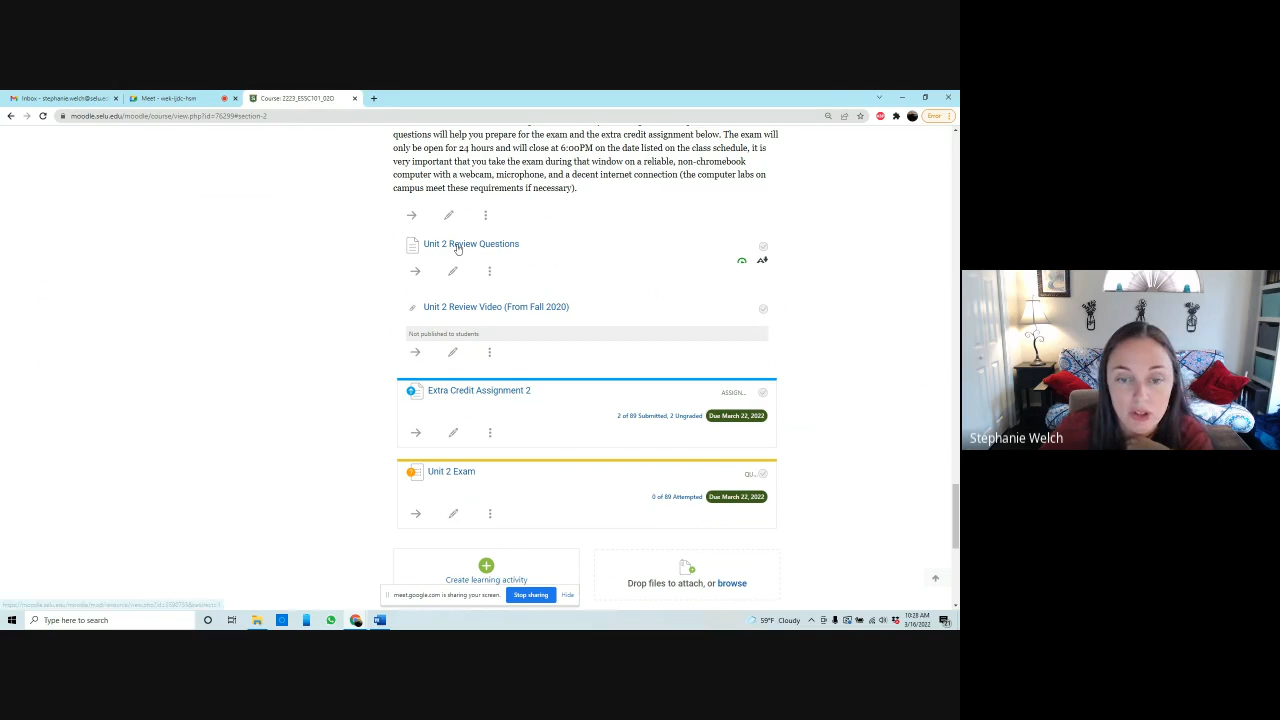 Inbox - stephanie.welch@selu.e
Meet - wek-ijdc-hsm
Course: 2223_ESSC101_02D
moodle.selu.edu/moodle/course/view.php?id=76299#section-2
Error
questions will help you prepare for the exam and the extra credit assignment below. The exam will
only be open for 24 hours and will close at 6:00PM on the date listed on the class schedule, it is
very important that you take the exam during that window on a reliable, non-chromebook
computer with a webcam, microphone, and a decent internet connection (the computer labs on
campus meet these requirements if necessary).
Unit 2 Review Questions
Unit 2 Review Video (From Fall 2020)
Not published to students
Extra Credit Assignment 2
ASSIGN...
2 of 89 Submitted, 2 Ungraded
Due March 22, 2022
Unit 2 Exam
QU...
0 of 89 Attempted
Due March 22, 2022
Create learning activity
Drop files to attach, or browse
meet.google.com is sharing your screen.
Stop sharing
Hide
Type here to search
59°F Cloudy
10:28 AM
3/16/2022
Stephanie Welch